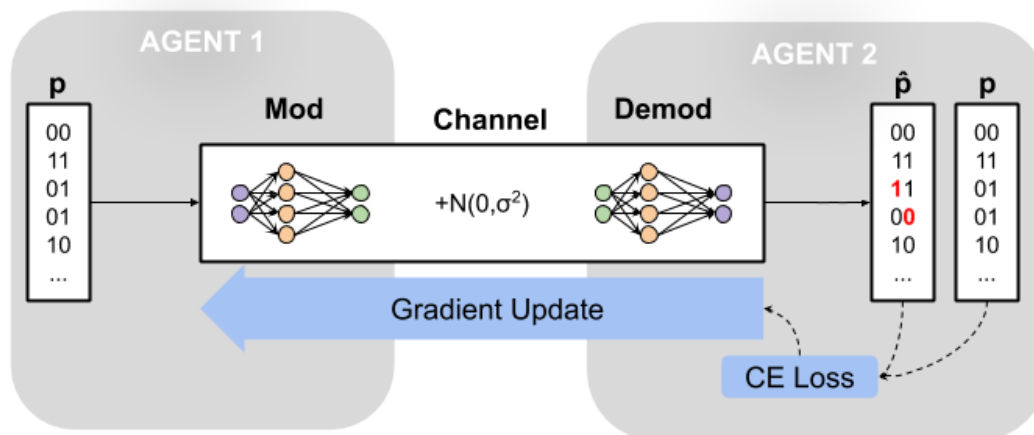 AGENT 1
AGENT 2
p
Mod
Channel
Demod
p̂
p
00
11
01
01
10
...
+N(0,σ²)
00
11
11
00
10
...
00
11
01
01
10
...
Gradient Update
CE Loss